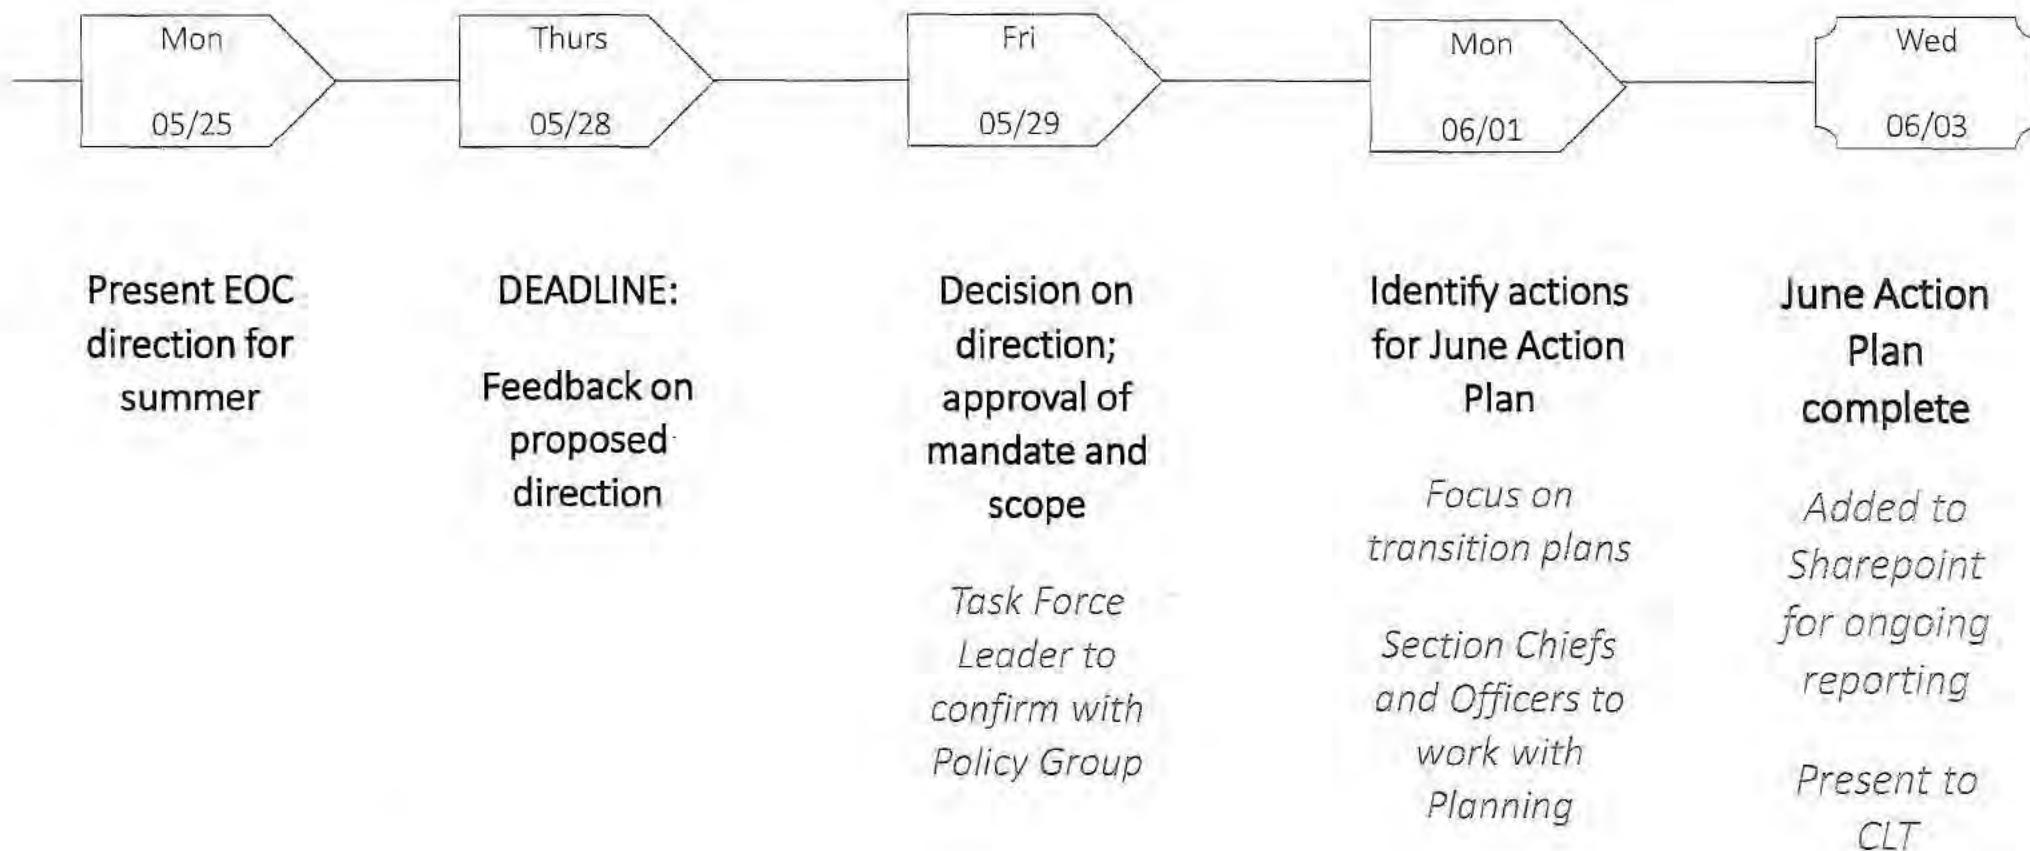 Mon
05/25
Thurs
05/28
Fri
05/29
Mon
06/01
Wed
06/03
Present EOC
direction for
summer
DEADLINE:
Feedback on
proposed
direction
Decision on
direction;
approval of
mandate and
scope
Task Force
Leader to
confirm with
Policy Group
Identify actions
for June Action
Plan
Focus on
transition plans
Section Chiefs
and Officers to
work with
Planning
June Action
Plan
complete
Added to
Sharepoint
for ongoing
reporting
Present to
CLT